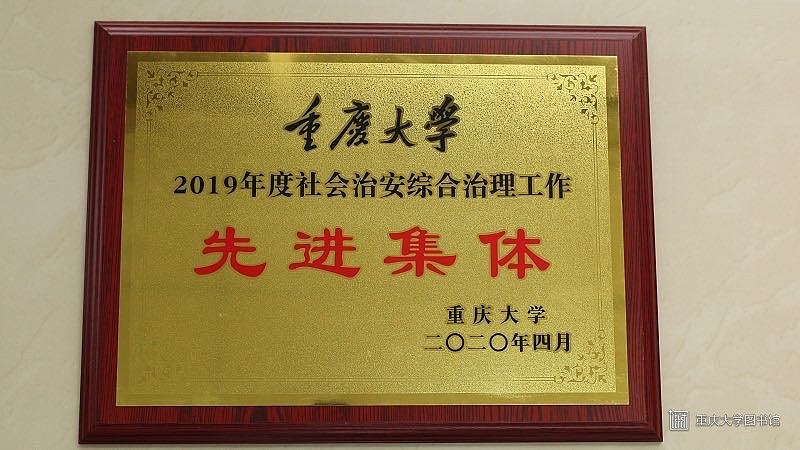 重慶大学
2019年度社会治安综合治理工作
先进集体
重庆大学
二〇二〇年四月
重庆大学图书馆